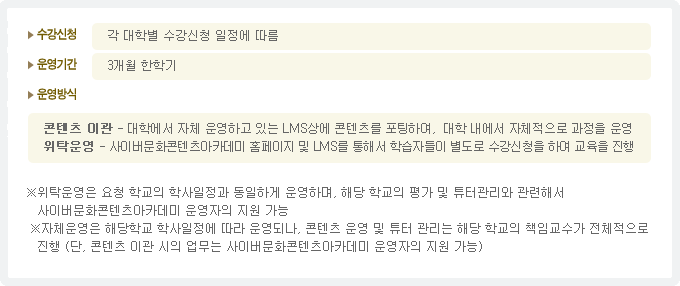 수강신청 각 대학별 수강신청 일정에 따름
운영기간 3개월 한학기
운영방식
콘텐츠 이관 - 대학에서 자체 운영하고 있는 LMS상에 콘텐츠를 포팅하여, 대학 내에서 자체적으로 과정을 운영
위탁운영 - 사이버문화콘텐츠아카데미 홈페이지 및 LMS를 통해서 학습자들이 별도로 수강신청을 하여 교육을 진행
※위탁운영은 요청 학교의 학사일정과 동일하게 운영하며, 해당 학교의 평가 및 튜터관리와 관련해서
사이버문화콘텐츠아카데미 운영자의 지원 가능
※자체운영은 해당학교 학사일정에 따라 운영되나, 콘텐츠 운영 및 튜터 관리는 해당 학교의 책임교수가 전체적으로
진행 (단, 콘텐츠 이관 시의 업무는 사이버문화콘텐츠아카데미 운영자의 지원 가능)